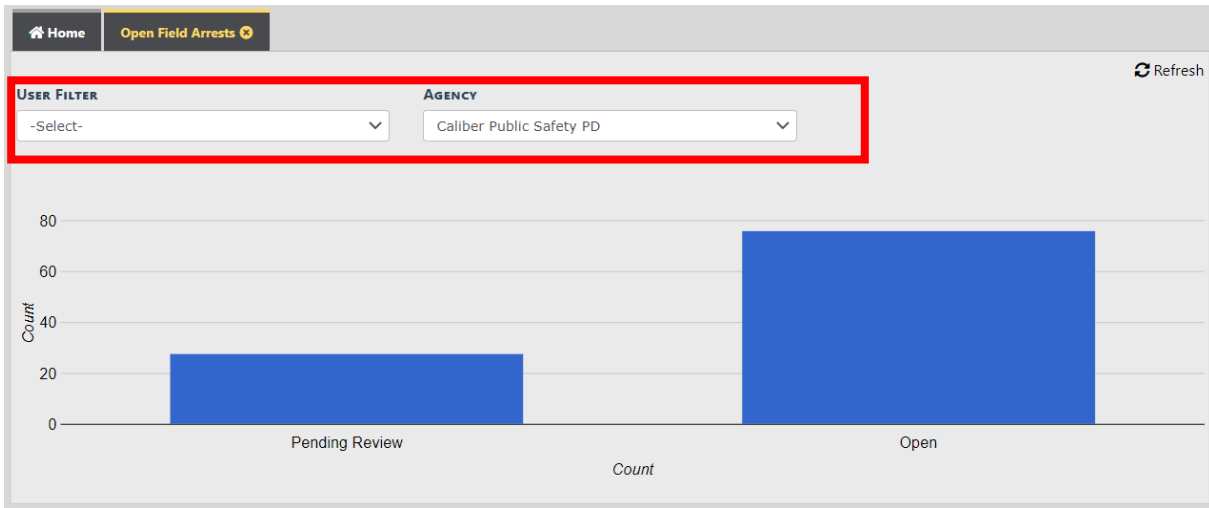 Home
Open Field Arrests
Refresh
USER FILTER
AGENCY
-Select-
Caliber Public Safety PD
80
60
40
20
0
Count
Pending Review
Open
Count